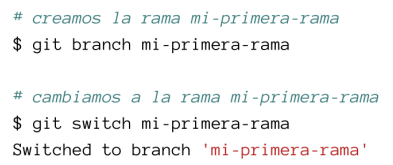 # creamos la rama mi-primera-rama
$ git branch mi-primera-rama
# cambiamos a la rama mi-primera-rama
$ git switch mi-primera-rama
Switched to branch 'mi-primera-rama'